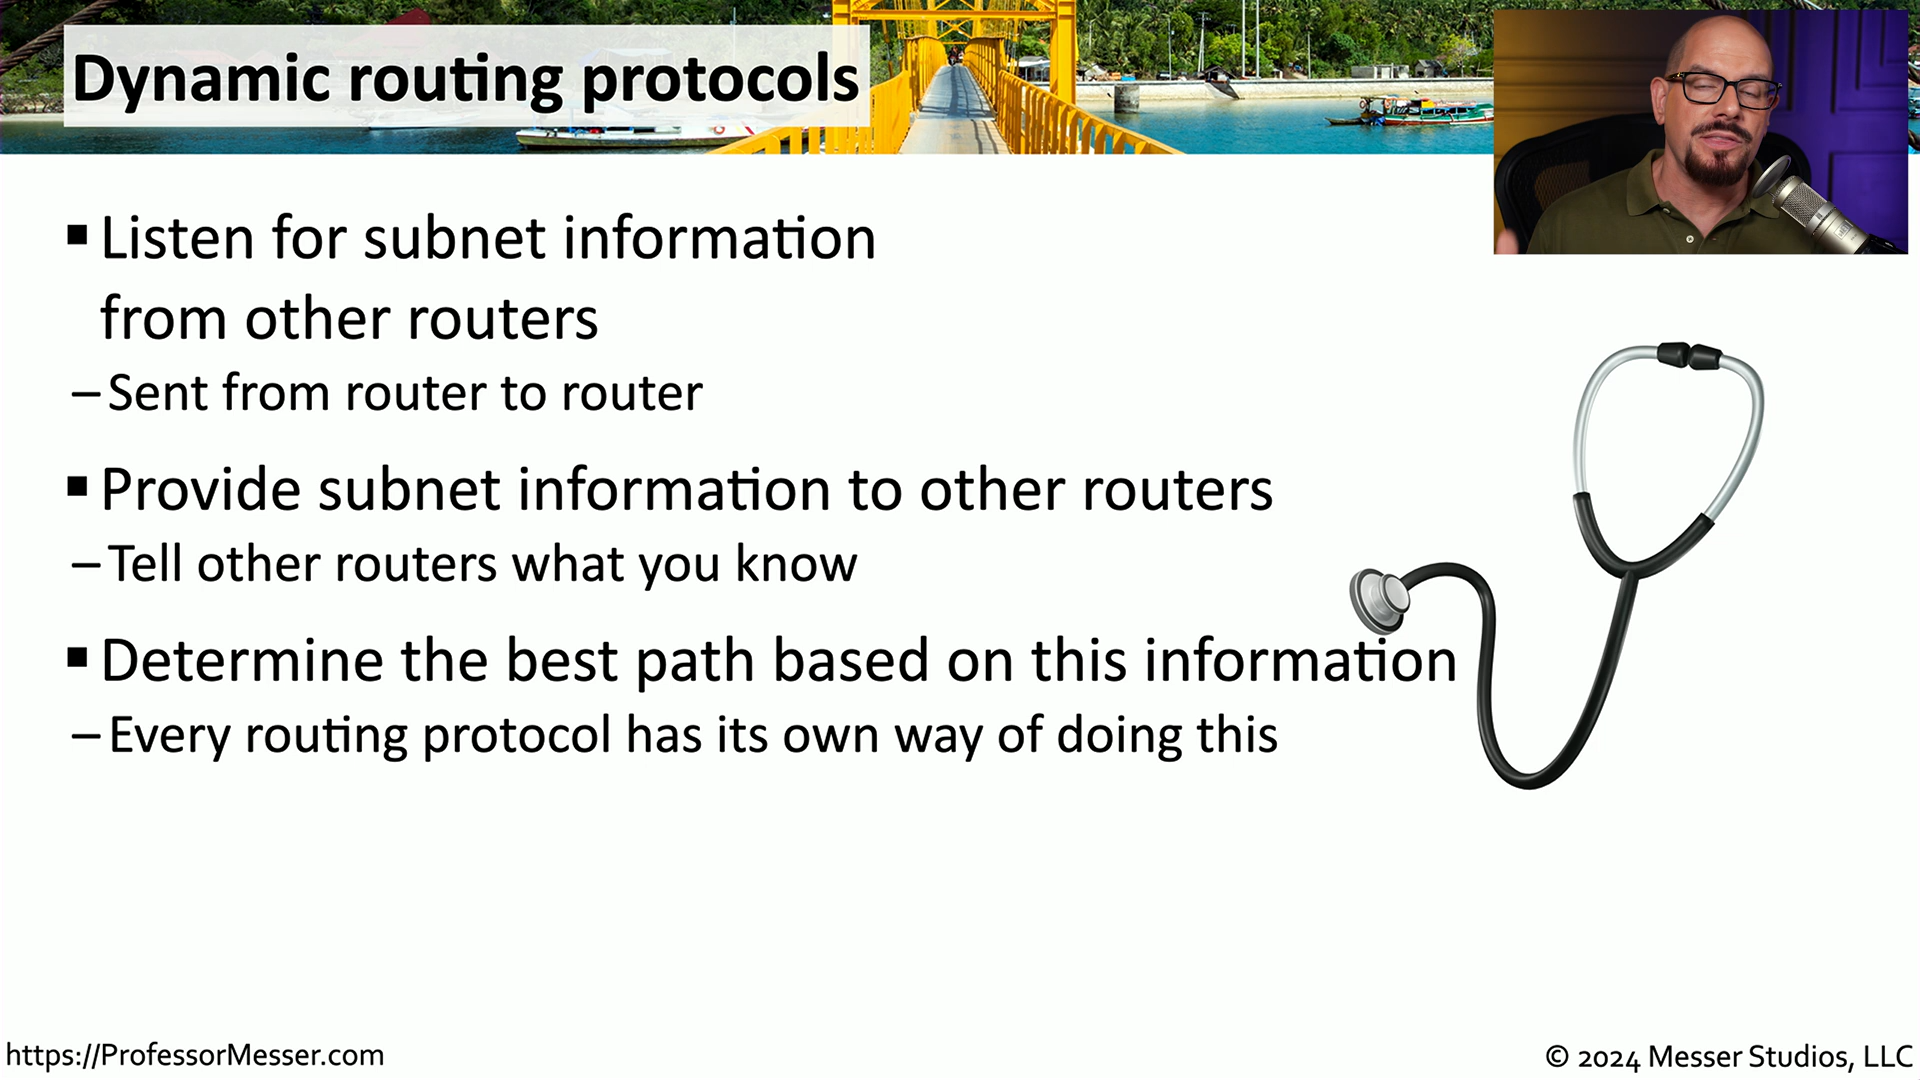 Dynamic routing protocols
▪ Listen for subnet information
from other routers
– Sent from router to router
▪ Provide subnet information to other routers
– Tell other routers what you know
▪ Determine the best path based on this information
– Every routing protocol has its own way of doing this
https://ProfessorMesser.com
© 2024 Messer Studios, LLC